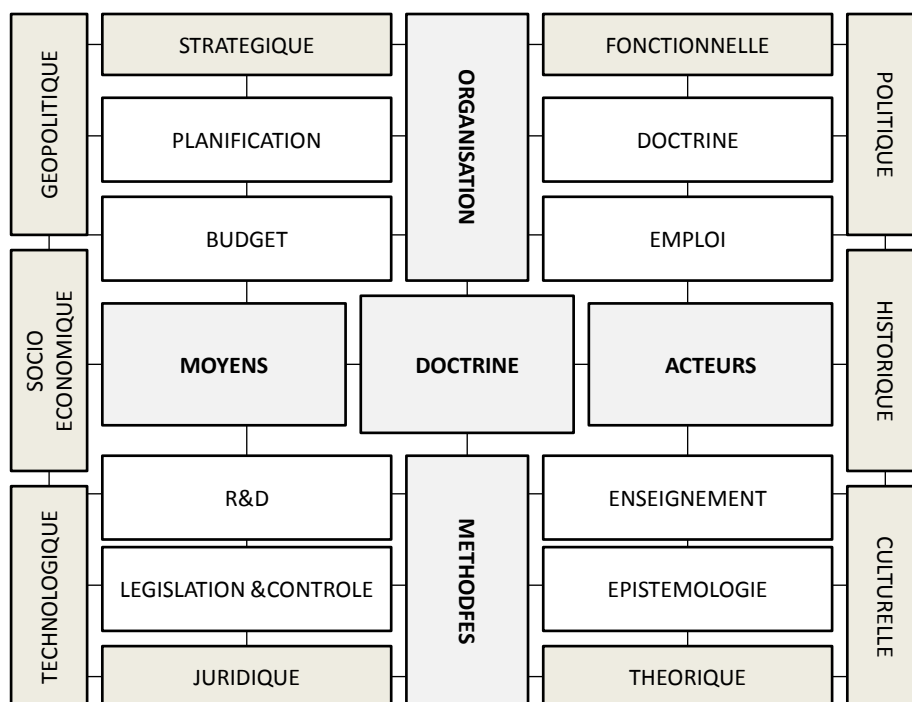 GEOPOLITIQUE
STRATEGIQUE
ORGANISATION
FONCTIONNELLE
POLITIQUE
PLANIFICATION
DOCTRINE
BUDGET
EMPLOI
SOCIO
ECONOMIQUE
MOYENS
DOCTRINE
ACTEURS
HISTORIQUE
TECHNOLOGIQUE
R&D
METHODFES
ENSEIGNEMENT
CULTURELLE
LEGISLATION &CONTROLE
EPISTEMOLOGIE
JURIDIQUE
THEORIQUE